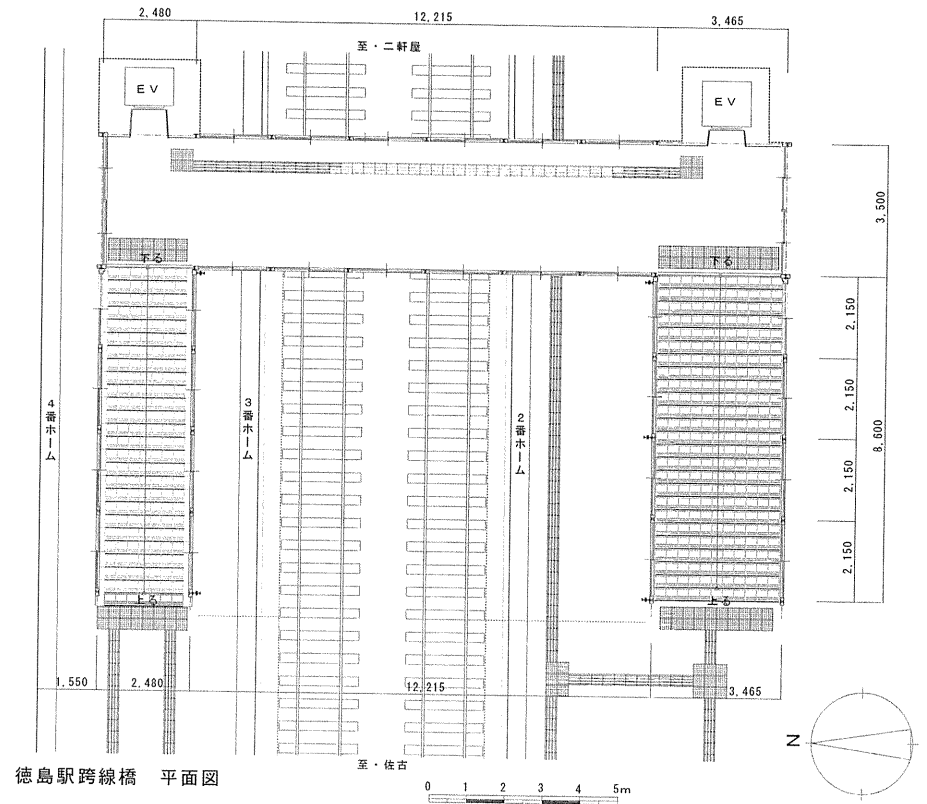 2,480
12,215
3,465
至・二軒屋
EV
EV
3,500
下る
下る
2,150
2,150
2,150
2,150
8,600
4番ホーム
3番ホーム
2番ホーム
上る
上る
1,550
2,480
12,215
3,465
N
至・佐古
徳島駅跨線橋 平面図
0 1 2 3 4 5m